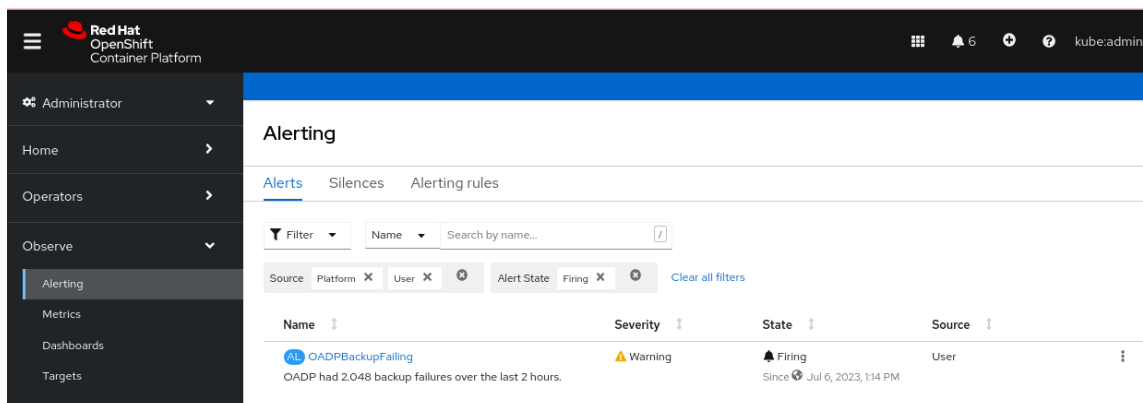 Red Hat
OpenShift
Container Platform
6
kube:admin
Administrator
Home
Operators
Observe
Alerting
Metrics
Dashboards
Targets
Alerting
Alerts Silences Alerting rules
Filter Name Search by name... /
Source Platform User Alert State Firing Clear all filters
Name Severity State Source
AL OADPBackupFailing Warning Firing User
OADP had 2.048 backup failures over the last 2 hours. Since Jul 6, 2023, 1:14 PM